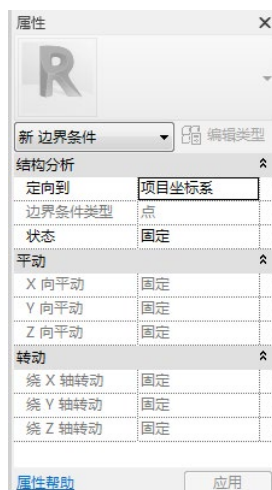 属性
新 边界条件 编辑类型
结构分析
定向到 项目坐标系
边界条件类型 点
状态 固定
平动
X 向平动 固定
Y 向平动 固定
Z 向平动 固定
转动
绕 X 轴转动 固定
绕 Y 轴转动 固定
绕 Z 轴转动 固定
属性帮助 应用